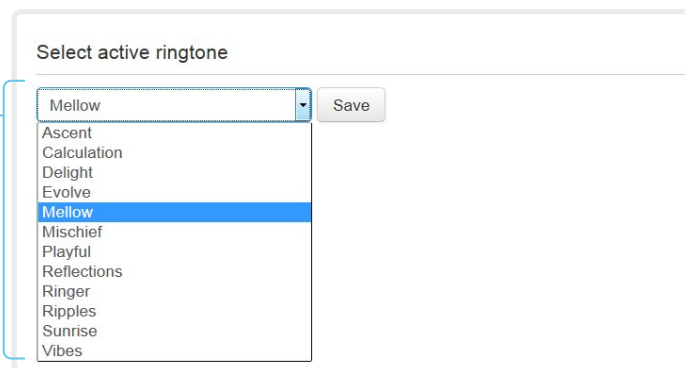 Select active ringtone
Mellow
Save
Ascent
Calculation
Delight
Evolve
Mellow
Mischief
Playful
Reflections
Ringer
Ripples
Sunrise
Vibes